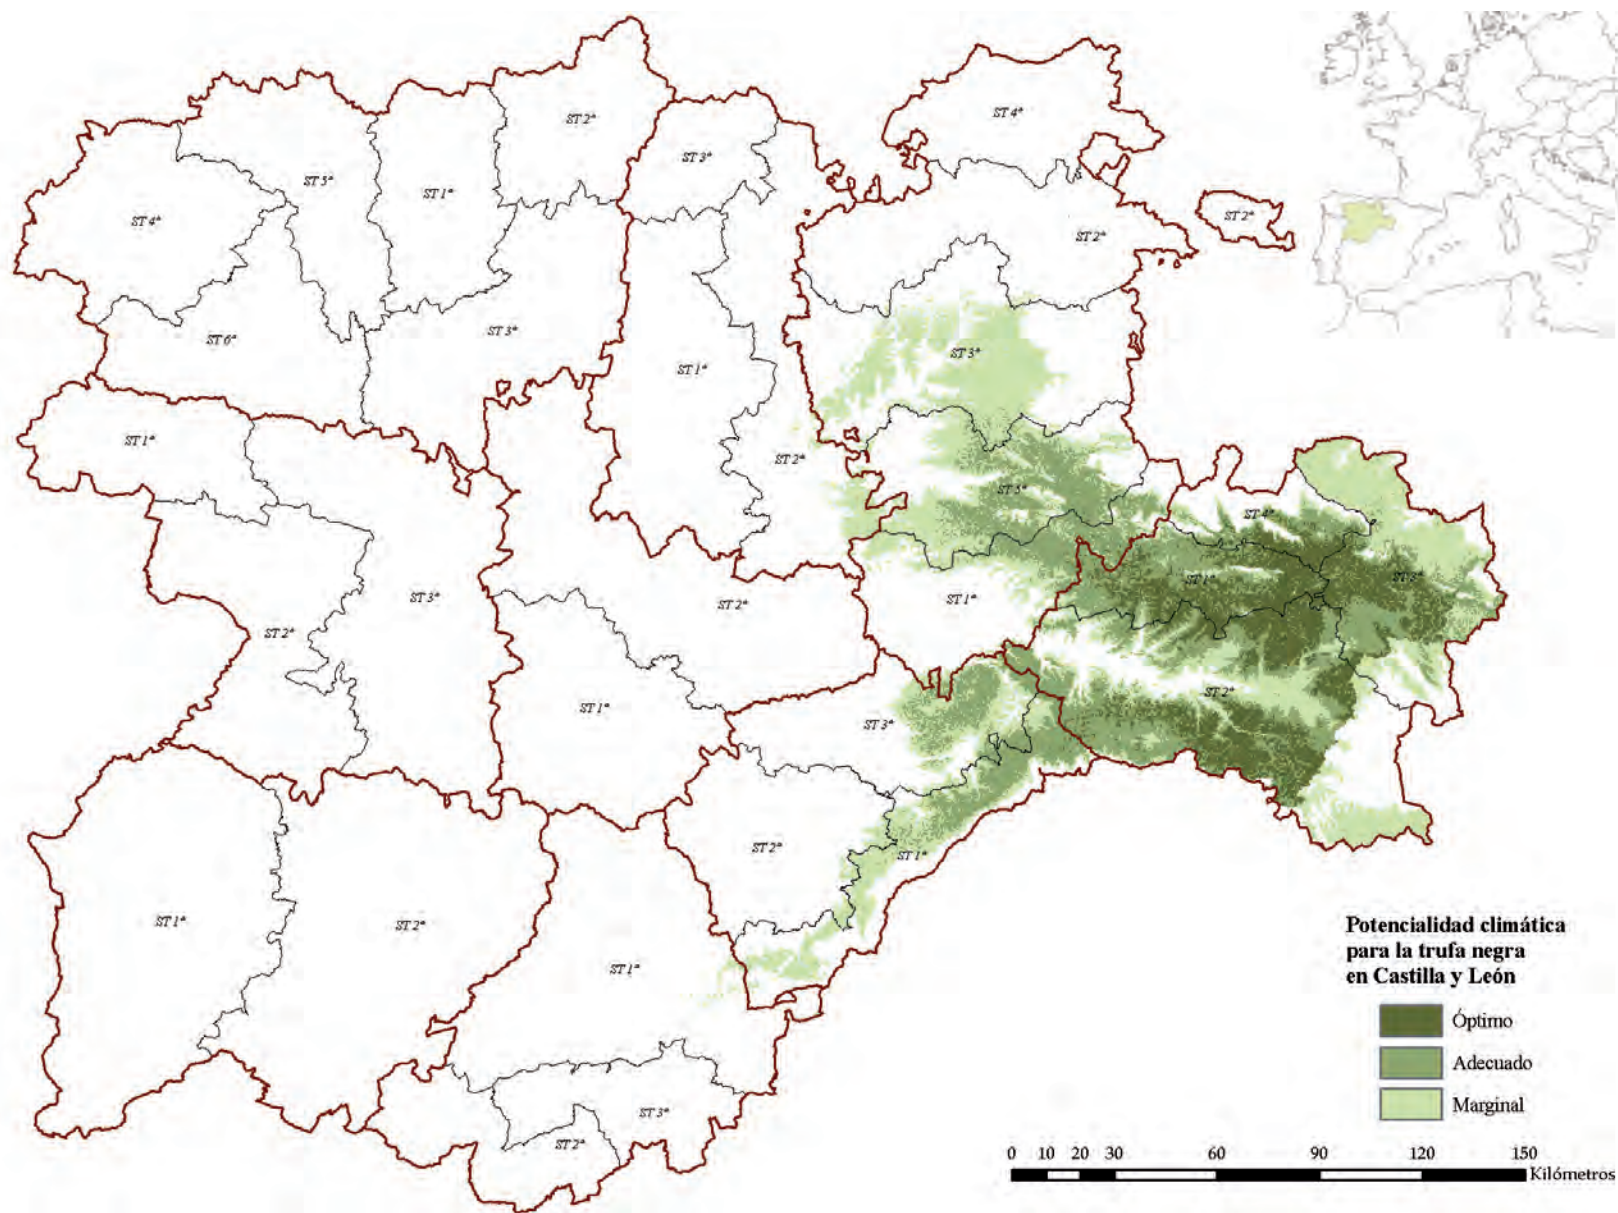 ST 4ª
ST 2ª
ST 3ª
ST 5ª
ST 1ª
ST 4ª
ST 2ª
ST 2ª
ST 6ª
ST 3ª
ST 3ª
ST 1ª
ST 1ª
ST 2ª
ST 5ª
ST 4ª
ST 3ª
ST 2ª
ST 2ª
ST 1ª
ST 1ª
ST 3ª
ST 2ª
ST 1ª
ST 3ª
ST 2ª
ST 1ª
ST 1ª
ST 2ª
ST 1ª
ST 3ª
ST 2ª
Potencialidad climática
para la trufa negra
en Castilla y León
Óptimo
Adecuado
Marginal
0 10 20 30 60 90 120 150
Kilómetros